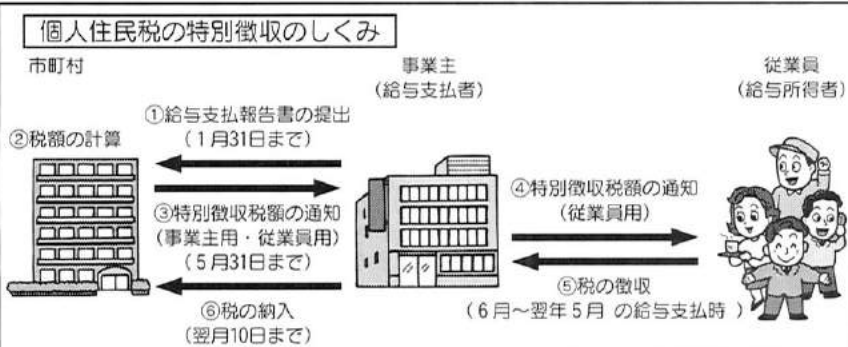 個人住民税の特別徴収のしくみ
市町村
事業主
(給与支払者)
従業員
(給与所得者)
①給与支払報告書の提出
(1月31日まで)
②税額の計算
③特別徴収税額の通知
(事業主用・従業員用)
(5月31日まで)
④特別徴収税額の通知
(従業員用)
⑤税の徴収
(6月~翌年5月 の給与支払時 )
⑥税の納入
(翌月10日まで)